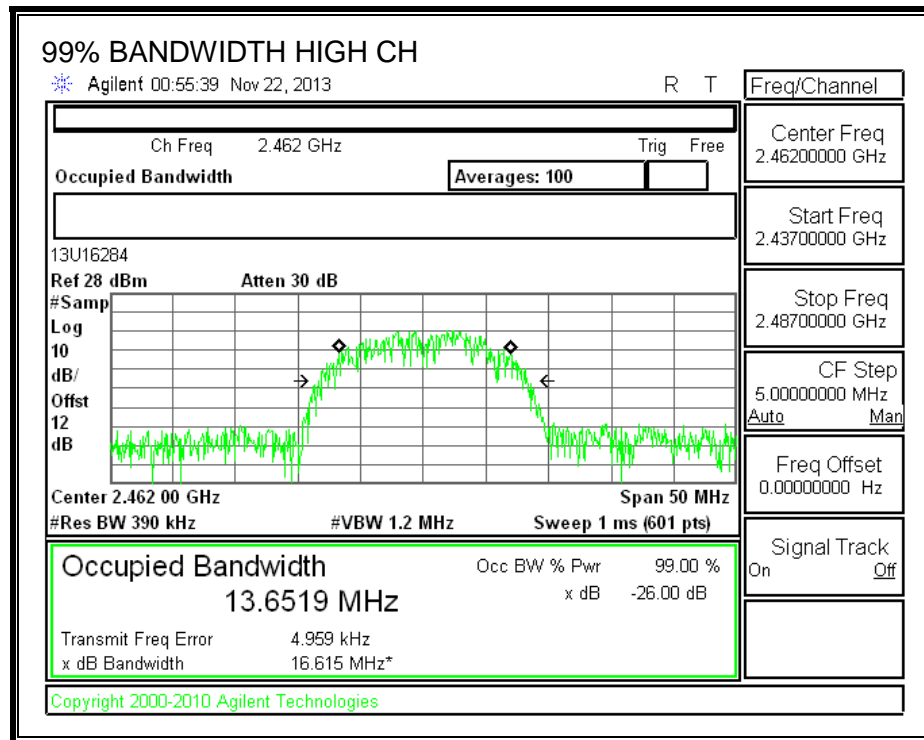 99% BANDWIDTH HIGH CH
Agilent 00:55:39 Nov 22, 2013 R T
Ch Freq 2.462 GHz Trig Free
Occupied Bandwidth Averages: 100
13U16284
Ref 28 dBm Atten 30 dB
#Samp
Log
10
dB/
Offst
12
dB
Center 2.462 00 GHz Span 50 MHz
#Res BW 390 kHz #VBW 1.2 MHz Sweep 1 ms (601 pts)
Occupied Bandwidth Occ BW % Pwr 99.00 %
13.6519 MHz x dB -26.00 dB
Transmit Freq Error 4.959 kHz
x dB Bandwidth 16.615 MHz*
Copyright 2000-2010 Agilent Technologies
Freq/Channel
Center Freq
2.46200000 GHz
Start Freq
2.43700000 GHz
Stop Freq
2.48700000 GHz
CF Step
5.00000000 MHz
Auto Man
Freq Offset
0.00000000 Hz
Signal Track
On Off